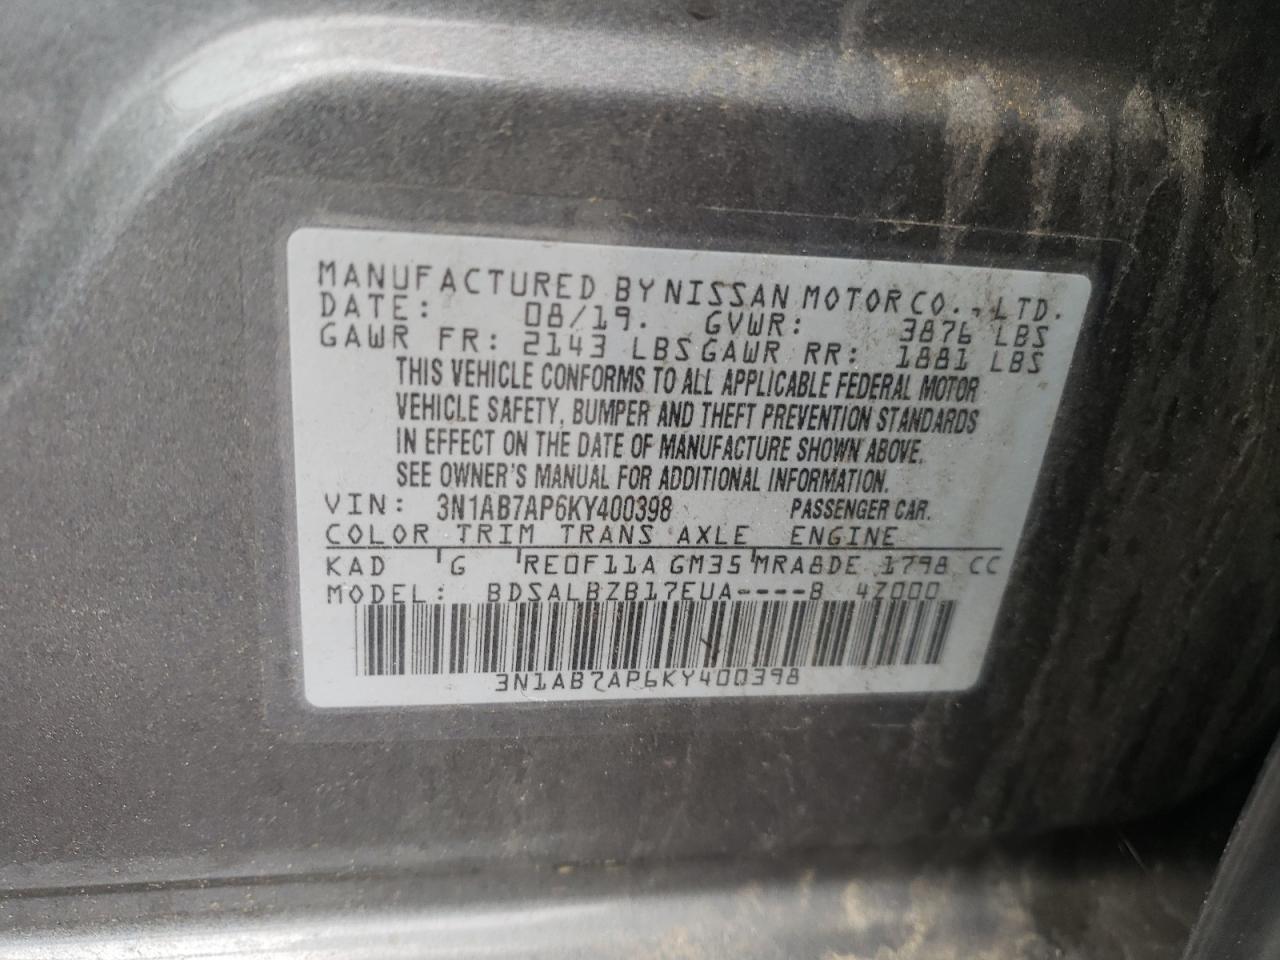 MANUFACTURED BY NISSAN MOTOR CO., LTD.
DATE: 08/19. GVWR: 3876 LBS
GAWR FR: 2143 LBS GAWR RR: 1881 LBS
THIS VEHICLE CONFORMS TO ALL APPLICABLE FEDERAL MOTOR
VEHICLE SAFETY, BUMPER AND THEFT PREVENTION STANDARDS
IN EFFECT ON THE DATE OF MANUFACTURE SHOWN ABOVE.
SEE OWNER'S MANUAL FOR ADDITIONAL INFORMATION.
VIN: 3N1AB7AP6KY400398 PASSENGER CAR.
COLOR TRIM TRANS AXLE ENGINE
KAD G RE0F11A GM35 MRA8DE 1798 CC
MODEL: BDSALBZB17EUA----B 47000
3N1AB7AP6KY400398